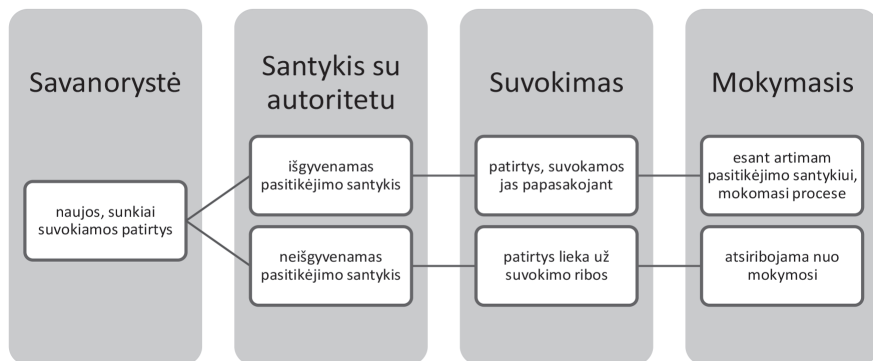 Savanorystė
naujos, sunkiai
suvokiamos patirtys
Santykis su
autoritetu
išgyvenamas
pasitikėjimo santykis
neišgyvenamas
pasitikėjimo santykis
Suvokimas
patirtys, suvokamos
jas papasakojant
patirtys lieka už
suvokimo ribos
Mokymasis
esant artimam
pasitikėjimo santykiui,
mokomasi procese
atsiribojama nuo
mokymosi